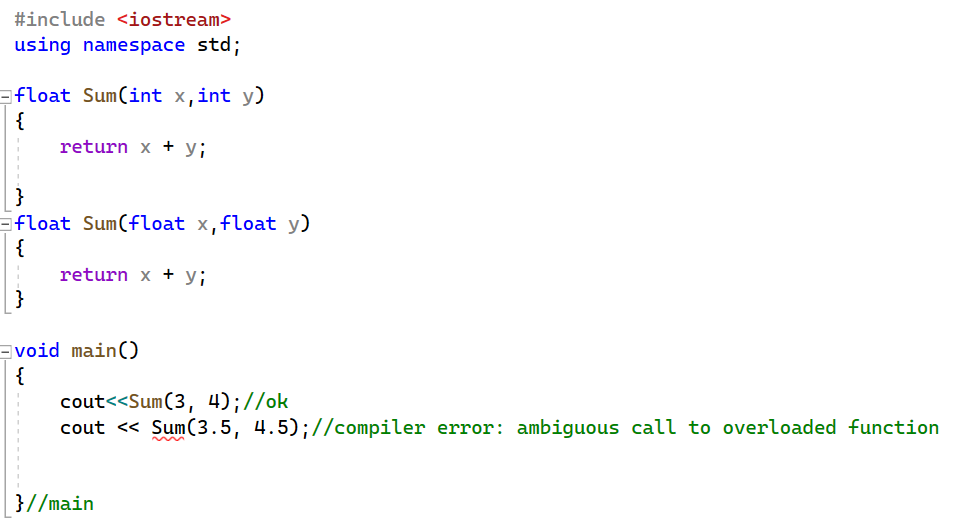 #include <iostream>
using namespace std;
float Sum(int x,int y)
{
    return x + y;
}
float Sum(float x,float y)
{
    return x + y;
}
void main()
{
    cout<<Sum(3, 4);//ok
    cout << Sum(3.5, 4.5);//compiler error: ambiguous call to overloaded function
}//main